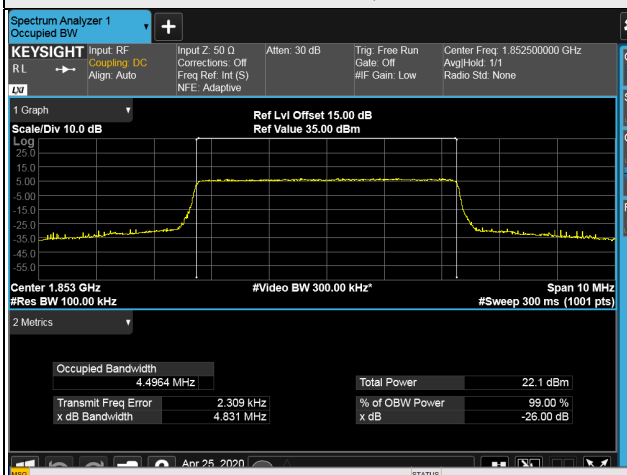 Spectrum Analyzer 1
Occupied BW
KEYSIGHT
RL
LXI
Input: RF
Coupling: DC
Align: Auto
Input Z: 50 Ω
Corrections: Off
Freq Ref: Int (S)
NFE: Adaptive
Atten: 30 dB
Trig: Free Run
Gate: Off
#IF Gain: Low
Center Freq: 1.852500000 GHz
Avg|Hold: 1/1
Radio Std: None
1 Graph
Scale/Div 10.0 dB
Ref Lvl Offset 15.00 dB
Ref Value 35.00 dBm
Log
25.0
15.0
5.00
-5.00
-15.0
-25.0
-35.0
-45.0
-55.0
Center 1.853 GHz
#Res BW 100.00 kHz
#Video BW 300.00 kHz*
Span 10 MHz
#Sweep 300 ms (1001 pts)
2 Metrics
Occupied Bandwidth
4.4964 MHz
Transmit Freq Error 2.309 kHz
x dB Bandwidth 4.831 MHz
Total Power 22.1 dBm
% of OBW Power 99.00 %
x dB -26.00 dB
Apr 25, 2020
MSG
STATUS